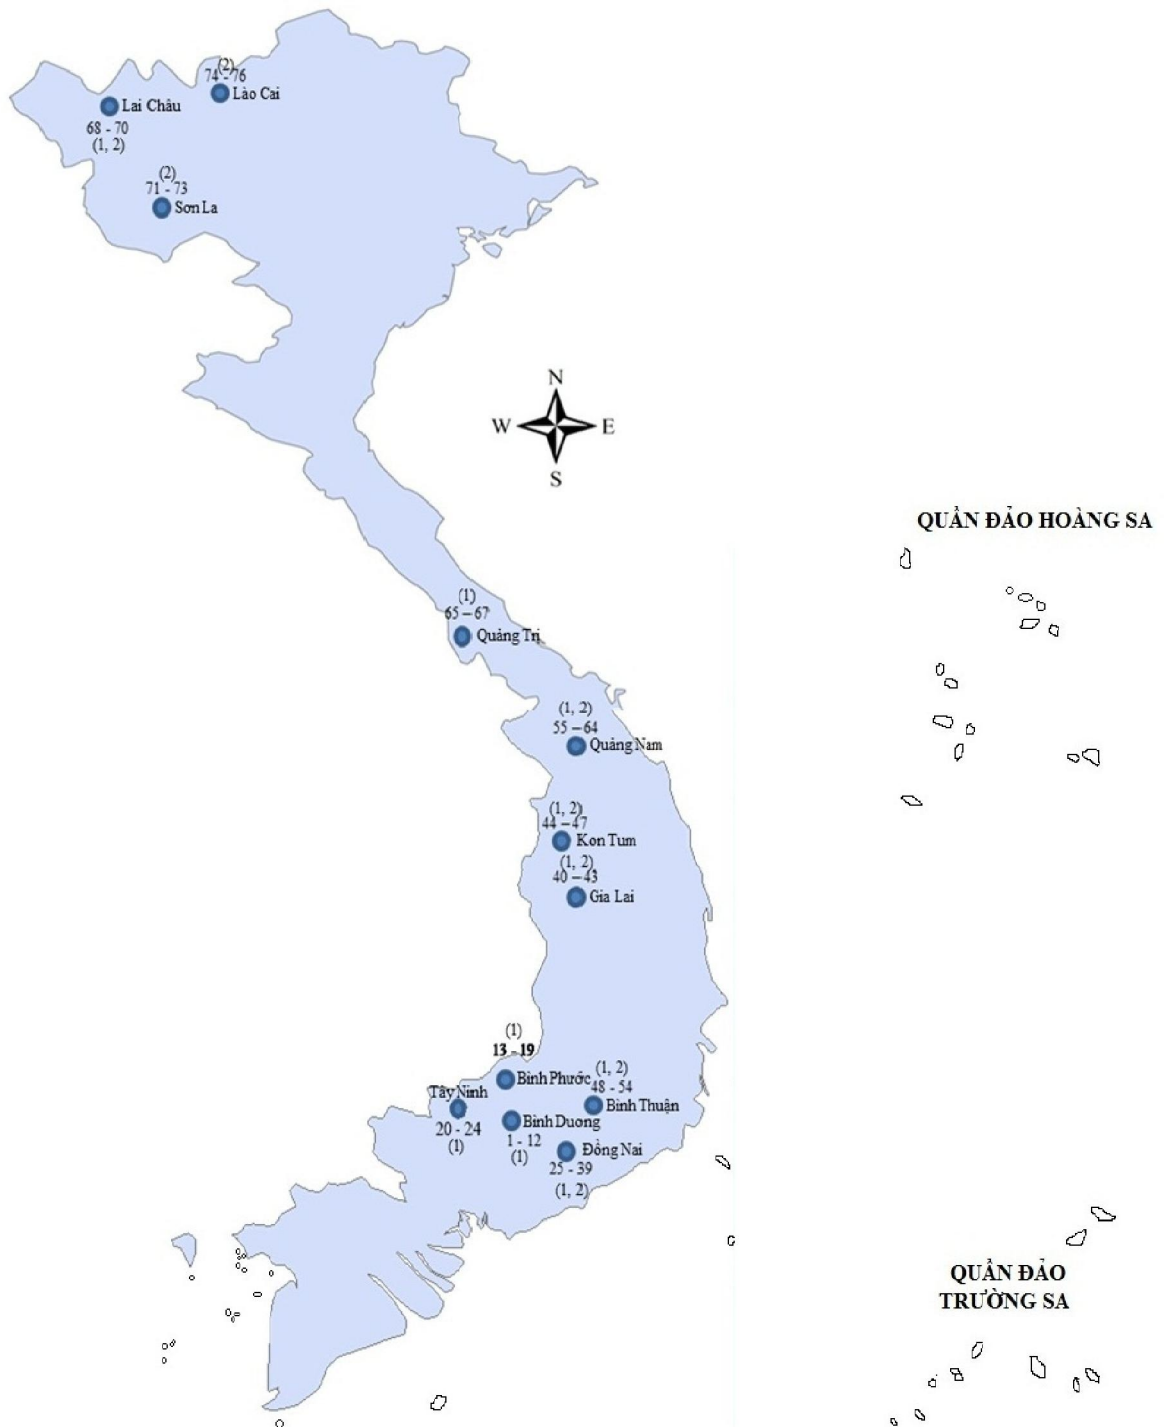 (2)
74 - 76
Lào Cai
Lai Châu
68 - 70
(1, 2)
(2)
71 - 73
Sơn La
N
W
E
S
QUẦN ĐẢO HOÀNG SA
(1)
65 – 67
Quảng Trị
(1, 2)
55 – 64
Quảng Nam
(1, 2)
44 – 47
Kon Tum
(1, 2)
40 – 43
Gia Lai
(1)
13 - 19
Bình Phước
(1, 2)
48 - 54
Bình Thuận
Tây Ninh
20 - 24
(1)
Bình Dương
1 - 12
(1)
Đồng Nai
25 - 39
(1, 2)
QUẦN ĐẢO
TRƯỜNG SA